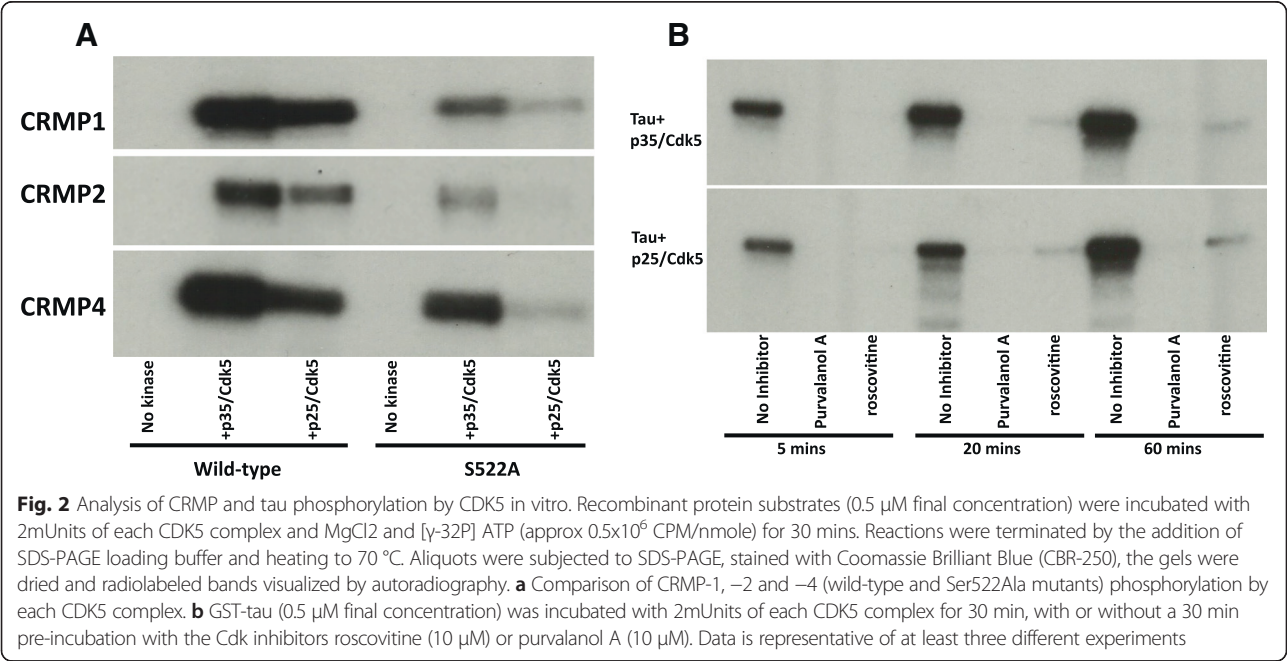 A
CRMP1
CRMP2
CRMP4
No kinase
+p35/Cdk5
+p25/Cdk5
No kinase
+p35/Cdk5
+p25/Cdk5
Wild-type
S522A
B
Tau+
p35/Cdk5
Tau+
p25/Cdk5
No Inhibitor
Purvalanol A
roscovitine
No Inhibitor
Purvalanol A
roscovitine
No Inhibitor
Purvalanol A
roscovitine
5 mins
20 mins
60 mins
Fig. 2 Analysis of CRMP and tau phosphorylation by CDK5 in vitro. Recombinant protein substrates (0.5 μM final concentration) were incubated with
2mUnits of each CDK5 complex and MgCl2 and [γ-32P] ATP (approx 0.5x10⁶ CPM/nmole) for 30 mins. Reactions were terminated by the addition of
SDS-PAGE loading buffer and heating to 70 °C. Aliquots were subjected to SDS-PAGE, stained with Coomassie Brilliant Blue (CBR-250), the gels were
dried and radiolabeled bands visualized by autoradiography. a Comparison of CRMP-1, −2 and −4 (wild-type and Ser522Ala mutants) phosphorylation by
each CDK5 complex. b GST-tau (0.5 μM final concentration) was incubated with 2mUnits of each CDK5 complex for 30 min, with or without a 30 min
pre-incubation with the Cdk inhibitors roscovitine (10 μM) or purvalanol A (10 μM). Data is representative of at least three different experiments